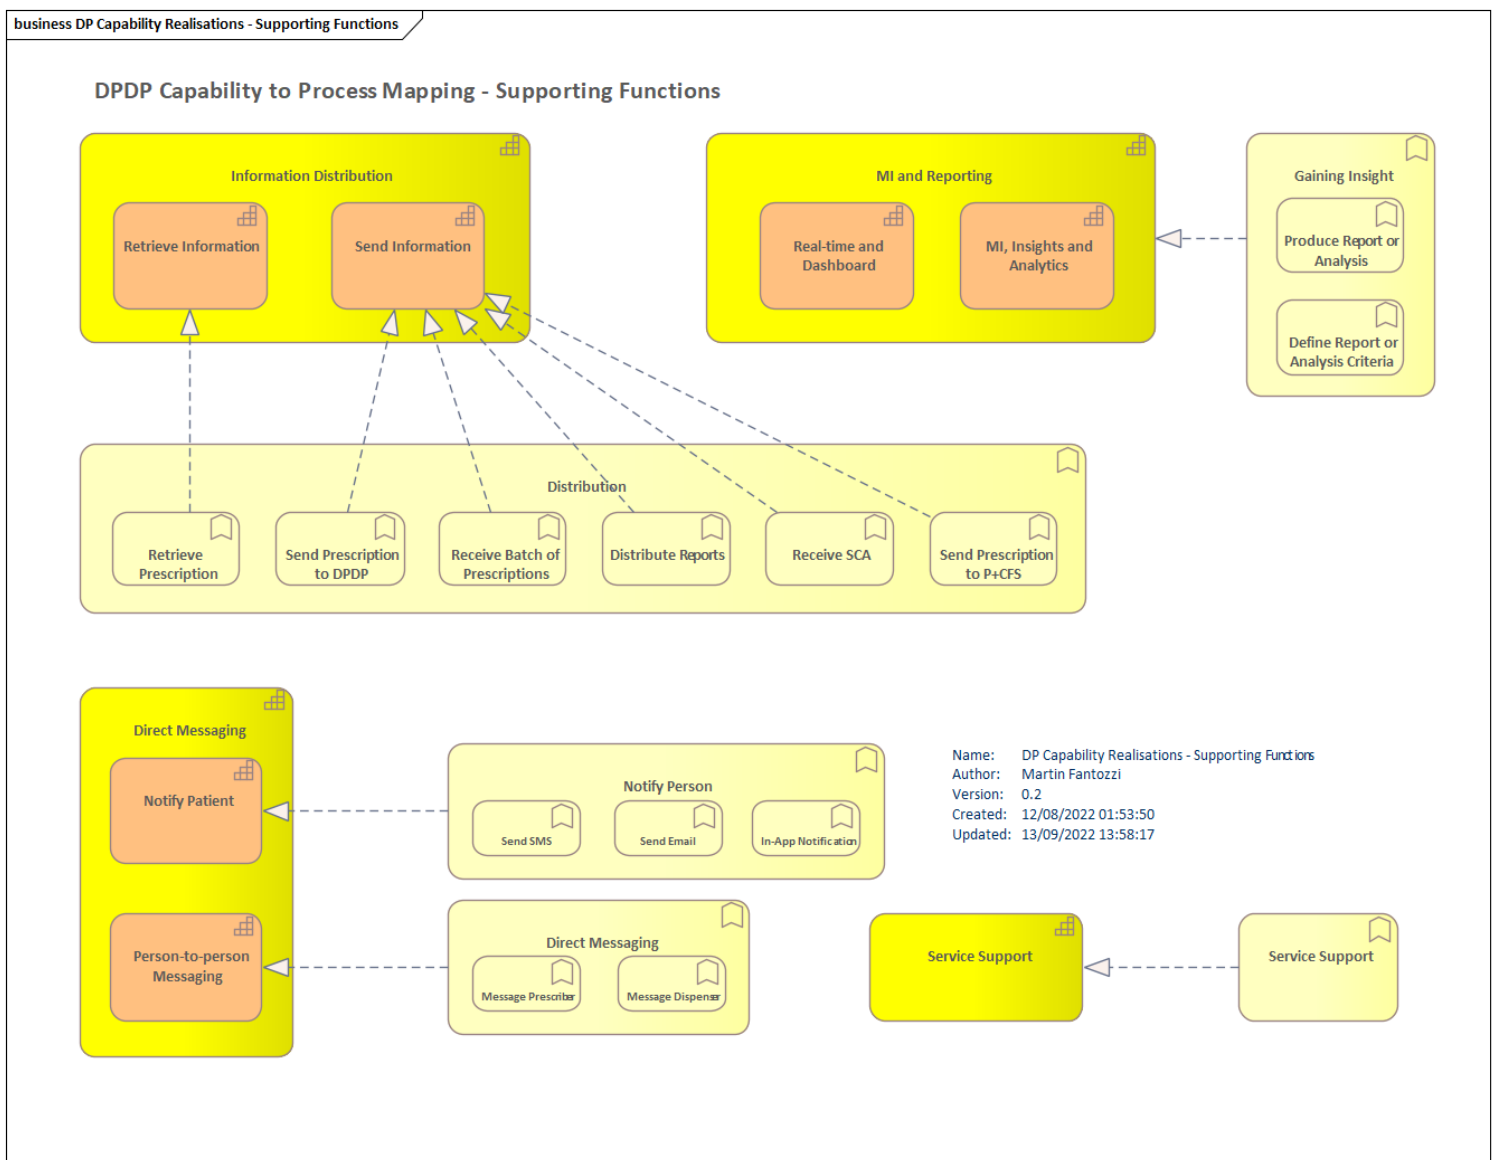 business DP Capability Realisations - Supporting Functions
DPDP Capability to Process Mapping - Supporting Functions
Information Distribution
Retrieve Information
Send Information
MI and Reporting
Real-time and
Dashboard
MI, Insights and
Analytics
Gaining Insight
Produce Report or
Analysis
Define Report or
Analysis Criteria
Distribution
Retrieve
Prescription
Send Prescription
to DPDP
Receive Batch of
Prescriptions
Distribute Reports
Receive SCA
Send Prescription
to P+CFS
Direct Messaging
Notify Patient
Person-to-person
Messaging
Notify Person
Send SMS
Send Email
In-App Notification
Direct Messaging
Message Prescriber
Message Dispenser
Name: DP Capability Realisations - Supporting Functions
Author: Martin Fantozzi
Version: 0.2
Created: 12/08/2022 01:53:50
Updated: 13/09/2022 13:58:17
Service Support
Service Support